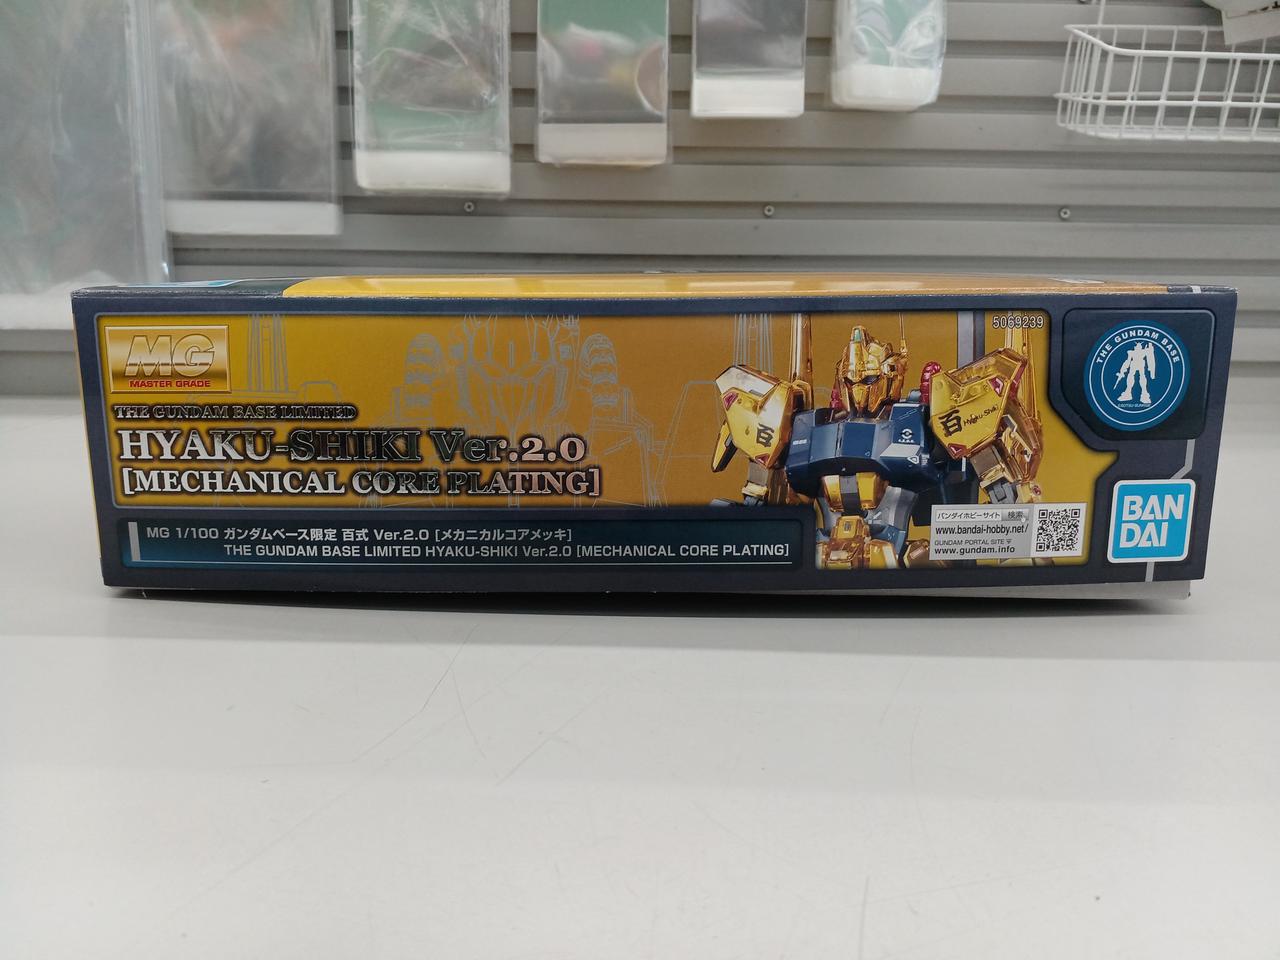 MG
MASTER GRADE
THE GUNDAM BASE LIMITED
HYAKU-SHIKI Ver.2.0
[MECHANICAL CORE PLATING]
MG 1/100 ガンダムベース限定 百式 Ver.2.0 [メカニカルコアメッキ]
THE GUNDAM BASE LIMITED HYAKU-SHIKI Ver.2.0 [MECHANICAL CORE PLATING]
5069239
百
百
Hyaku-Shiki
バンダイホビーサイト 検索
www.bandai-hobby.net/
GUNDAM PORTAL SITE
www.gundam.info
THE GUNDAM BASE
BAN
DAI